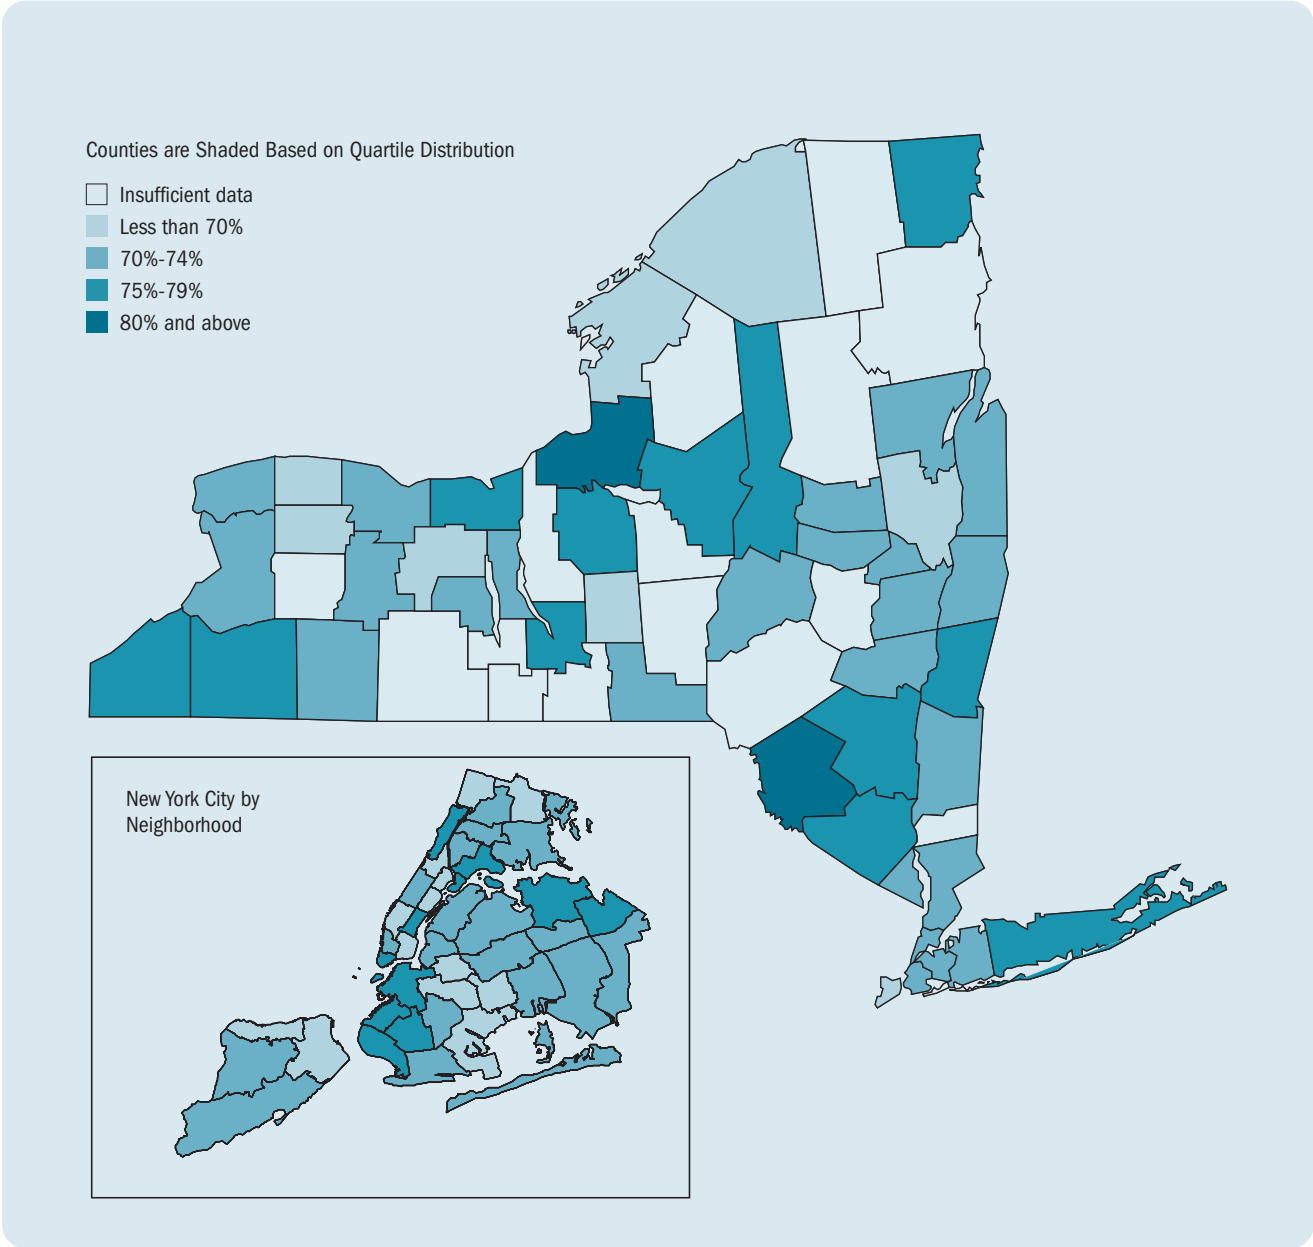 Counties are Shaded Based on Quartile Distribution
Insufficient data
Less than 70%
70%-74%
75%-79%
80% and above
New York City by
Neighborhood